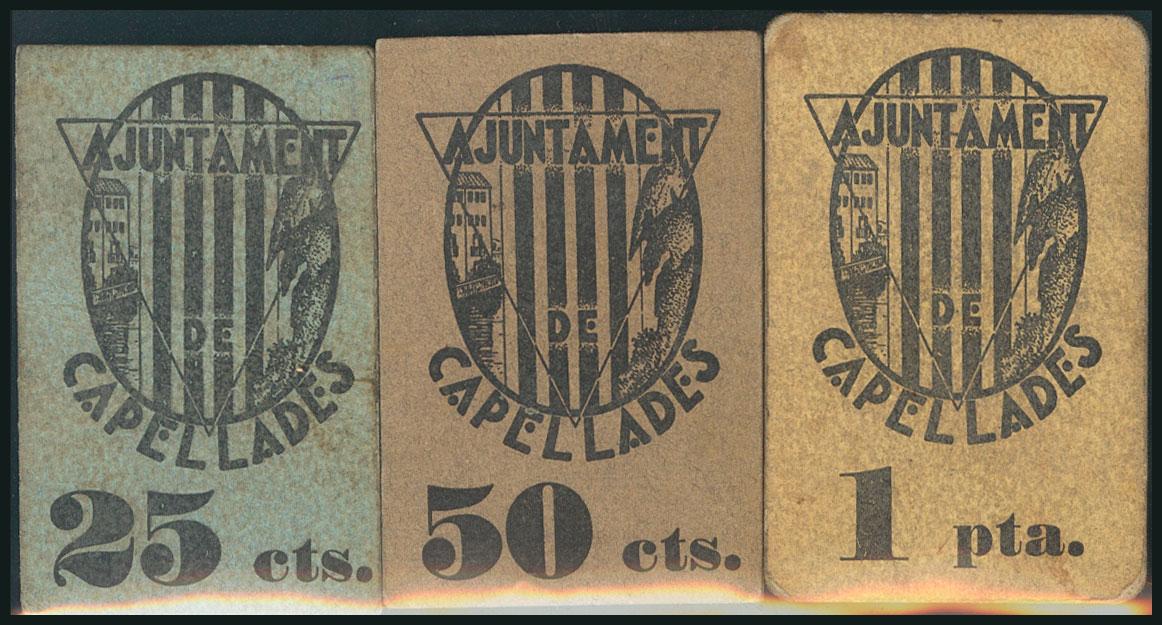 AJUNTAMENT
DE
CAPELLADES
25 cts.
AJUNTAMENT
DE
CAPELLADES
50 cts.
AJUNTAMENT
DE
CAPELLADES
1 pta.